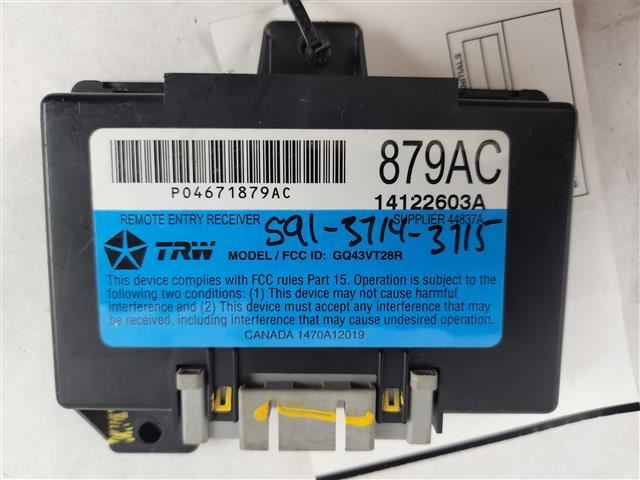 INITIALS
879AC
P04671879AC
14122603A
REMOTE ENTRY RECEIVER
SUPPLIER 44837A
591-3714-3715
TRW
MODEL / FCC ID: GQ43VT28R
This device complies with FCC rules Part 15. Operation is subject to the
following two conditions: (1) This device may not cause harmful
interference and (2) This device must accept any interference that may
be received, including interference that may cause undesired operation.
CANADA 1470A12019